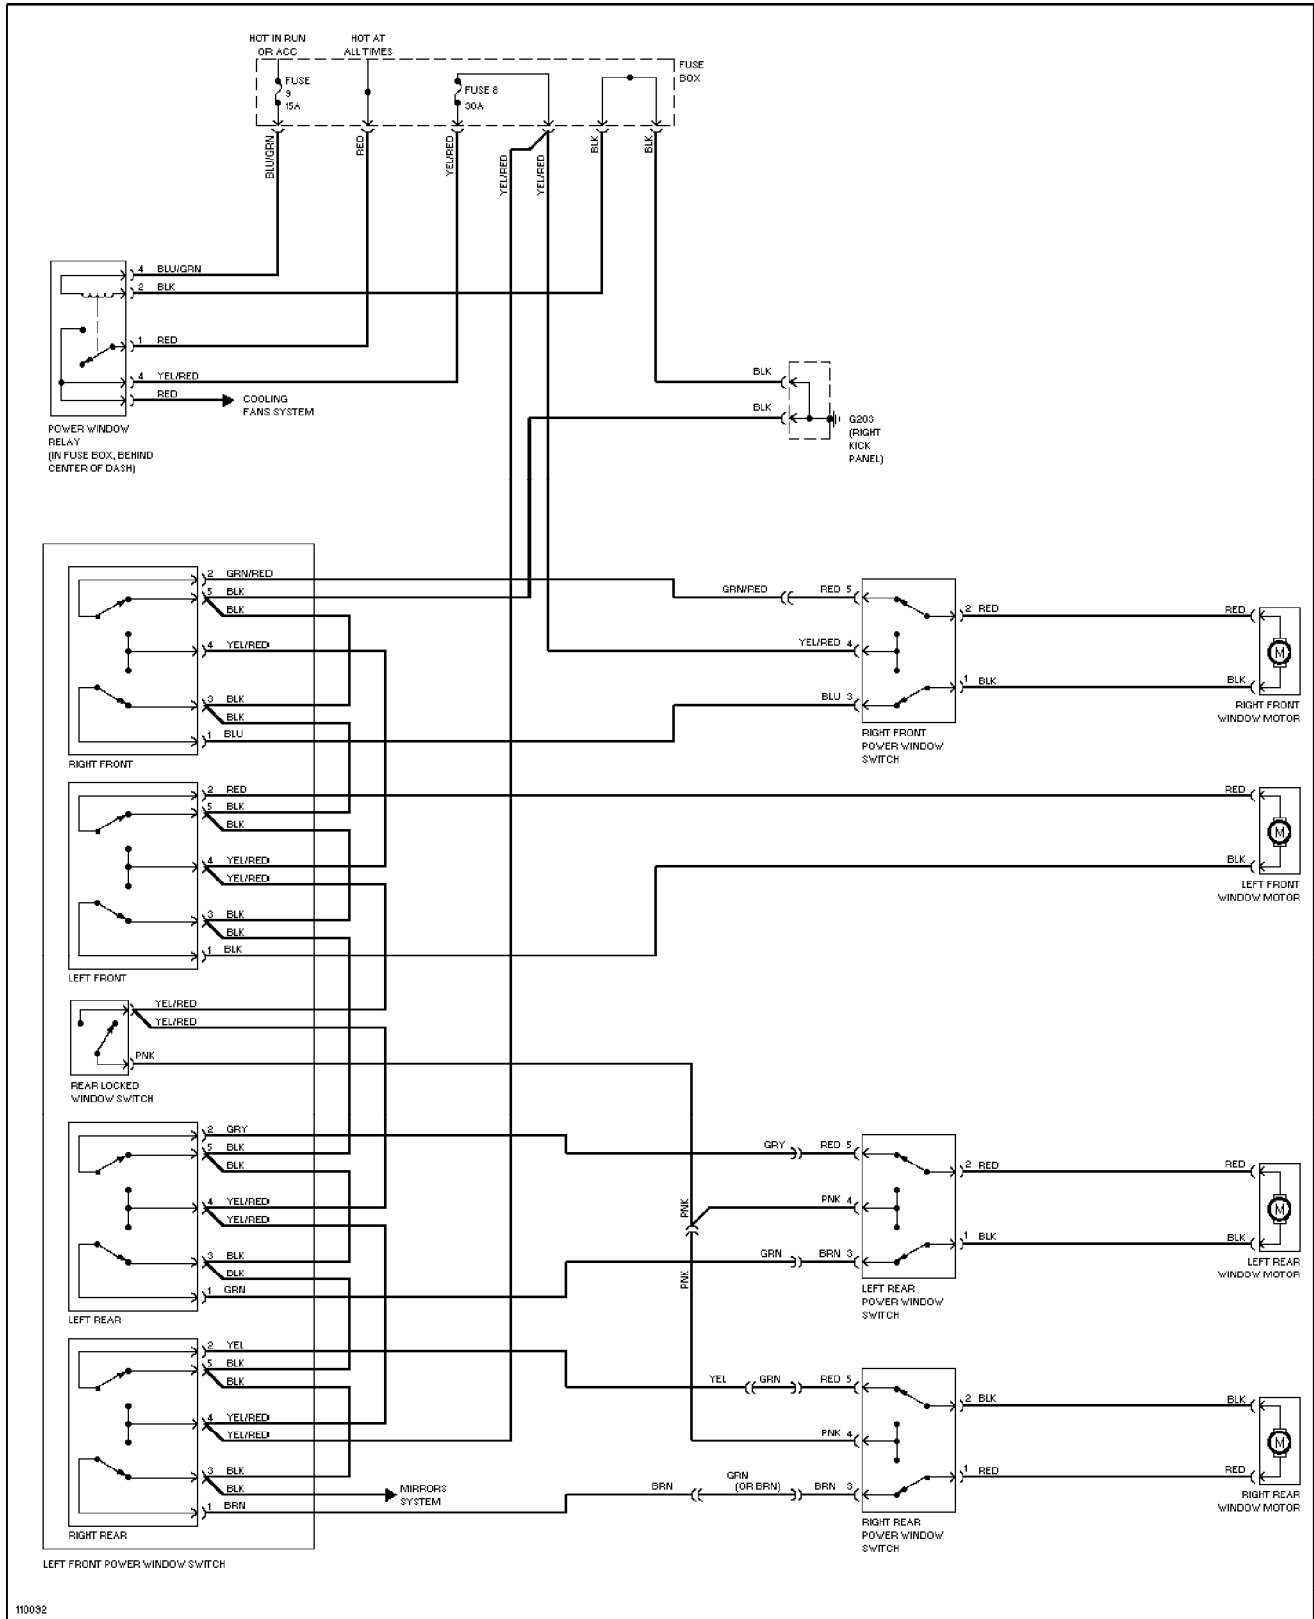 HOT IN RUN
OR ACC
HOT AT
ALL TIMES
FUSE
BOX
FUSE
9
15A
FUSE 8
30A
BLU/GRN
RED
YEL/RED
YEL/RED
YEL/RED
BLK
BLK
4 BLU/GRN
2 BLK
1 RED
4 YEL/RED
RED
COOLING
FANS SYSTEM
POWER WINDOW
RELAY
(IN FUSE BOX, BEHIND
CENTER OF DASH)
BLK
BLK
G203
(RIGHT
KICK
PANEL)
2 GRN/RED
5 BLK
BLK
4 YEL/RED
3 BLK
BLK
1 BLU
RIGHT FRONT
GRN/RED
RED 5
YEL/RED 4
BLU 3
2 RED
1 BLK
RIGHT FRONT
POWER WINDOW
SWITCH
RED
M
BLK
RIGHT FRONT
WINDOW MOTOR
2 RED
5 BLK
BLK
4 YEL/RED
YEL/RED
3 BLK
BLK
1 BLK
LEFT FRONT
RED
M
BLK
LEFT FRONT
WINDOW MOTOR
YEL/RED
YEL/RED
PNK
REAR LOCKED
WINDOW SWITCH
2 GRY
5 BLK
BLK
4 YEL/RED
YEL/RED
3 BLK
BLK
1 GRN
LEFT REAR
PNK
PNK
GRY
RED 5
PNK 4
GRN
BRN 3
2 RED
1 BLK
LEFT REAR
POWER WINDOW
SWITCH
RED
M
BLK
LEFT REAR
WINDOW MOTOR
2 YEL
5 BLK
BLK
4 YEL/RED
YEL/RED
3 BLK
BLK
1 BRN
RIGHT REAR
MIRRORS
SYSTEM
YEL
GRN
RED 5
PNK 4
BRN
GRN
(OR BRN)
BRN 3
2 BLK
1 RED
RIGHT REAR
POWER WINDOW
SWITCH
BLK
M
RED
RIGHT REAR
WINDOW MOTOR
LEFT FRONT POWER WINDOW SWITCH
110092